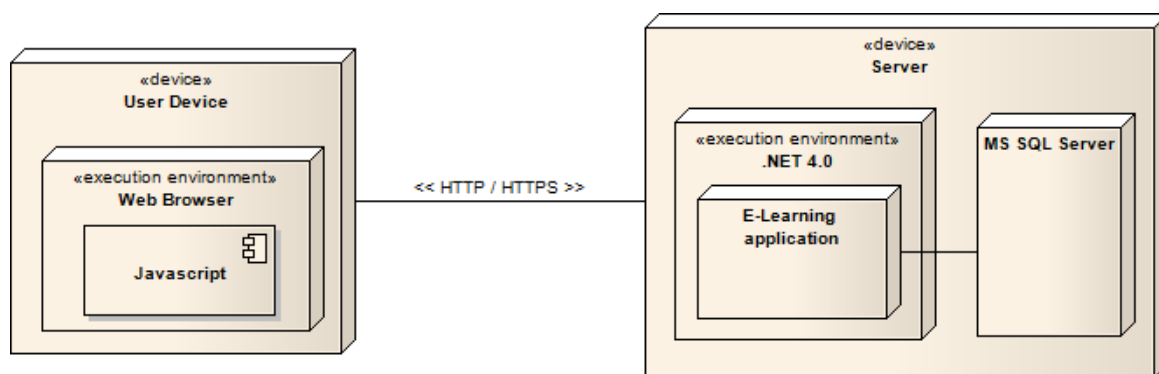 «device»
User Device
«execution environment»
Web Browser
Javascript
<< HTTP / HTTPS >>
«device»
Server
«execution environment»
.NET 4.0
E-Learning
application
MS SQL Server